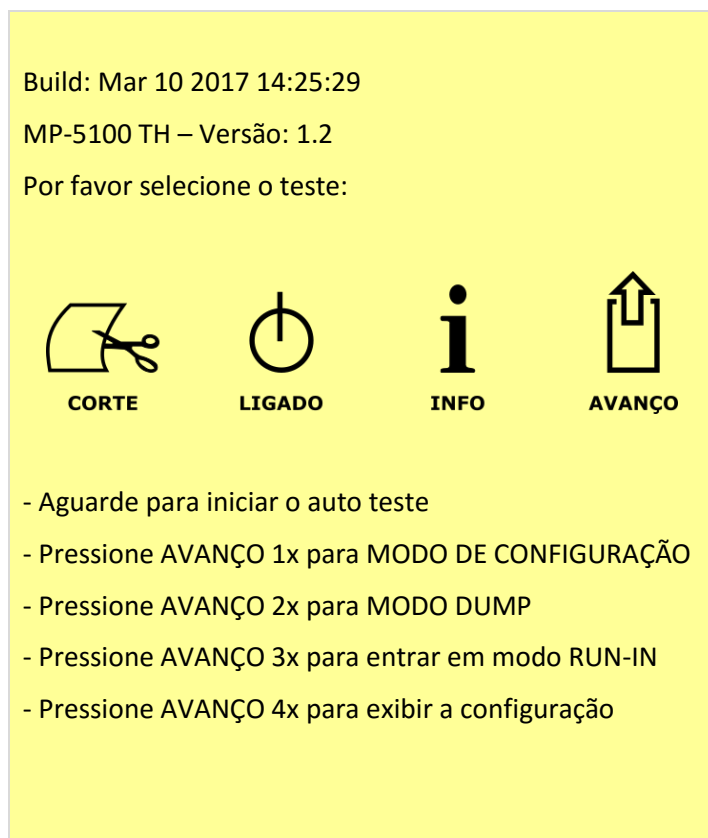 Build: Mar 10 2017 14:25:29
MP-5100 TH – Versão: 1.2
Por favor selecione o teste:
CORTE LIGADO INFO AVANÇO
- Aguarde para iniciar o auto teste
- Pressione AVANÇO 1x para MODO DE CONFIGURAÇÃO
- Pressione AVANÇO 2x para MODO DUMP
- Pressione AVANÇO 3x para entrar em modo RUN-IN
- Pressione AVANÇO 4x para exibir a configuração